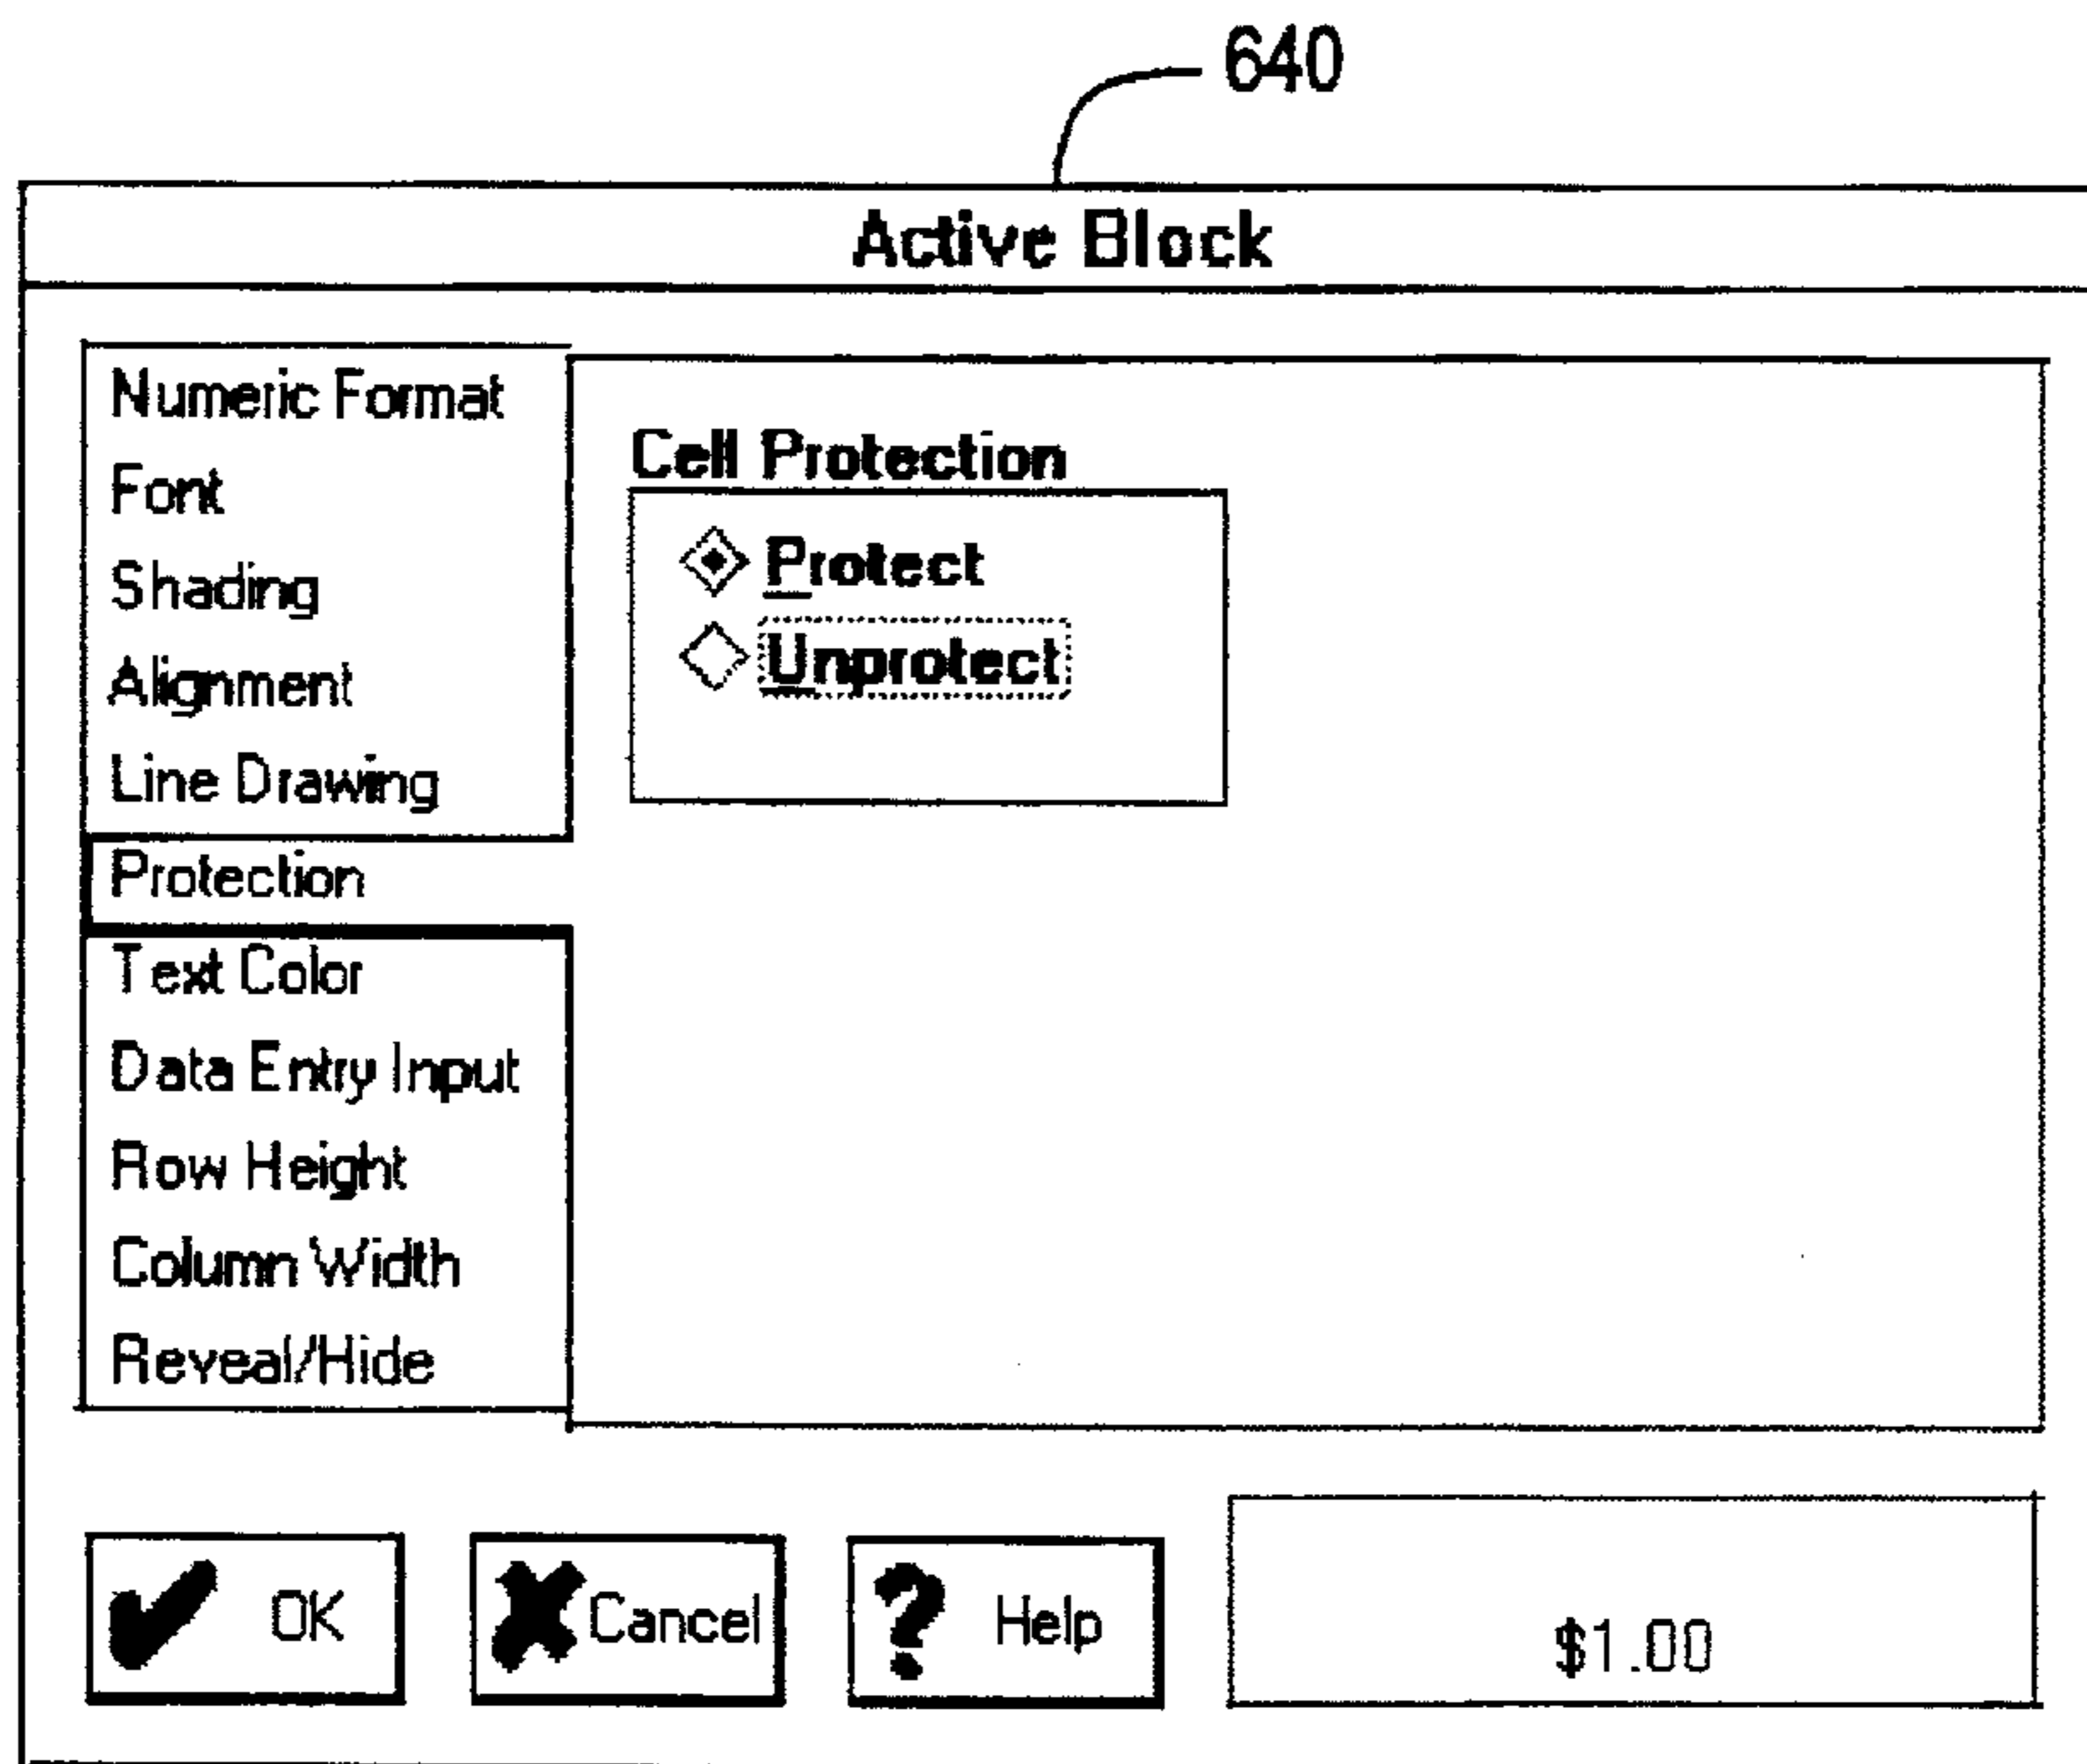 640
Active Block
Numeric Format
Font
Shading
Alignment
Line Drawing
Protection
Text Color
Data Entry Input
Row Height
Column Width
Reveal/Hide
Cell Protection
Protect
Unprotect
OK
Cancel
Help
$1.00